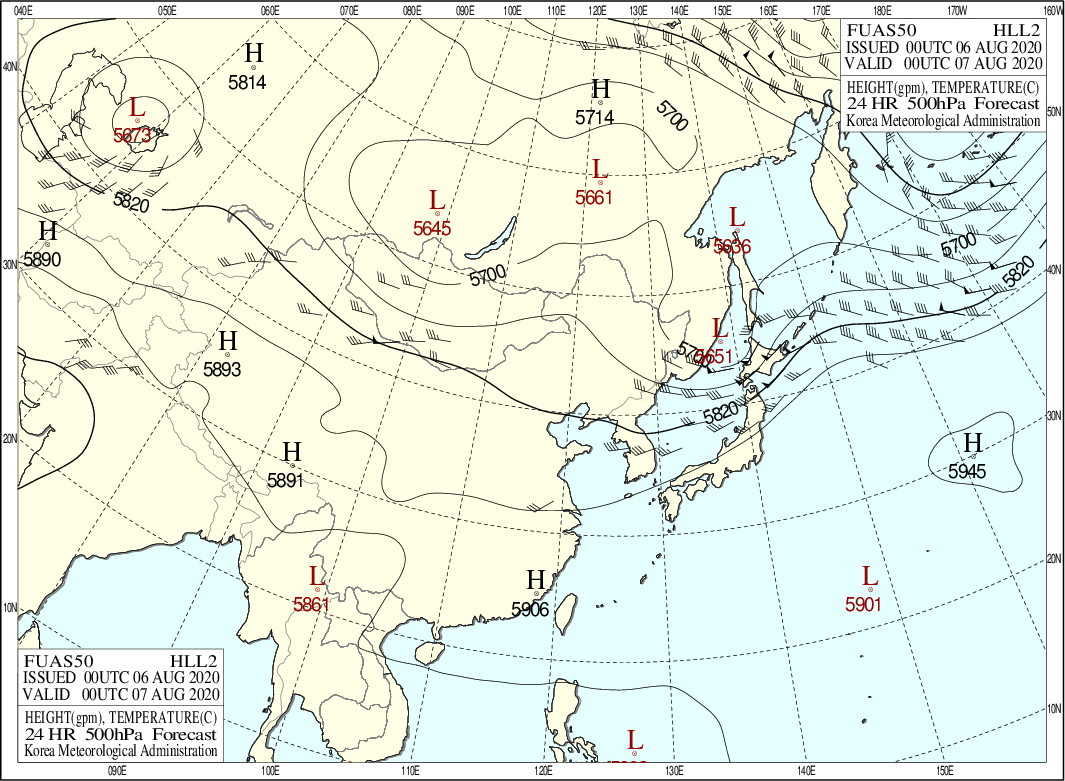 040E 050E 060E 070E 080E 090E 100E 110E 120E 130E 140E 150E 160E 170E 180E 170W 160W
FUAS50 HLL2
ISSUED 00UTC 06 AUG 2020
VALID 00UTC 07 AUG 2020
HEIGHT(gpm), TEMPERATURE(C)
24 HR 500hPa Forecast
Korea Meteorological Administration
40N
H
5814
L
5673
H
5714
5700
50N
L
5661
5820
L
5645
L
5636
H
5890
30N
5700
5700
5820
40N
L
5651
H
5893
5820
30N
20N
H
5891
H
5945
20N
L
5861
H
5906
L
5901
10N
10N
L
FUAS50 HLL2
ISSUED 00UTC 06 AUG 2020
VALID 00UTC 07 AUG 2020
HEIGHT(gpm), TEMPERATURE(C)
24 HR 500hPa Forecast
Korea Meteorological Administration
090E 100E 110E 120E 130E 140E 150E